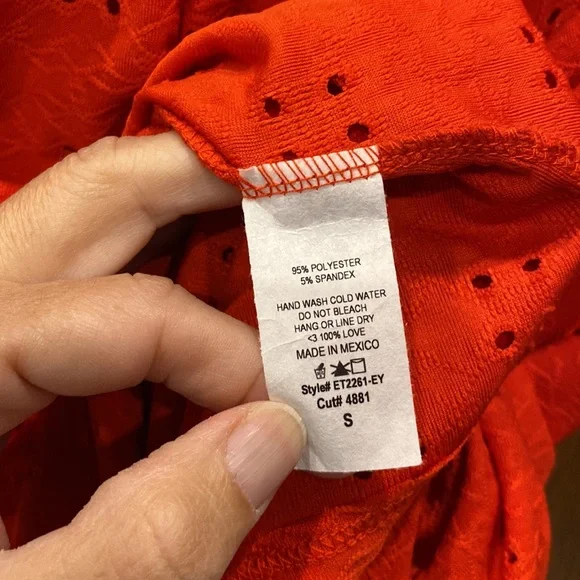 95% POLYESTER
5% SPANDEX
HAND WASH COLD WATER
DO NOT BLEACH
HANG OR LINE DRY
<3 100% LOVE
MADE IN MEXICO
Style# ET2261-EY
Cut# 4881
S